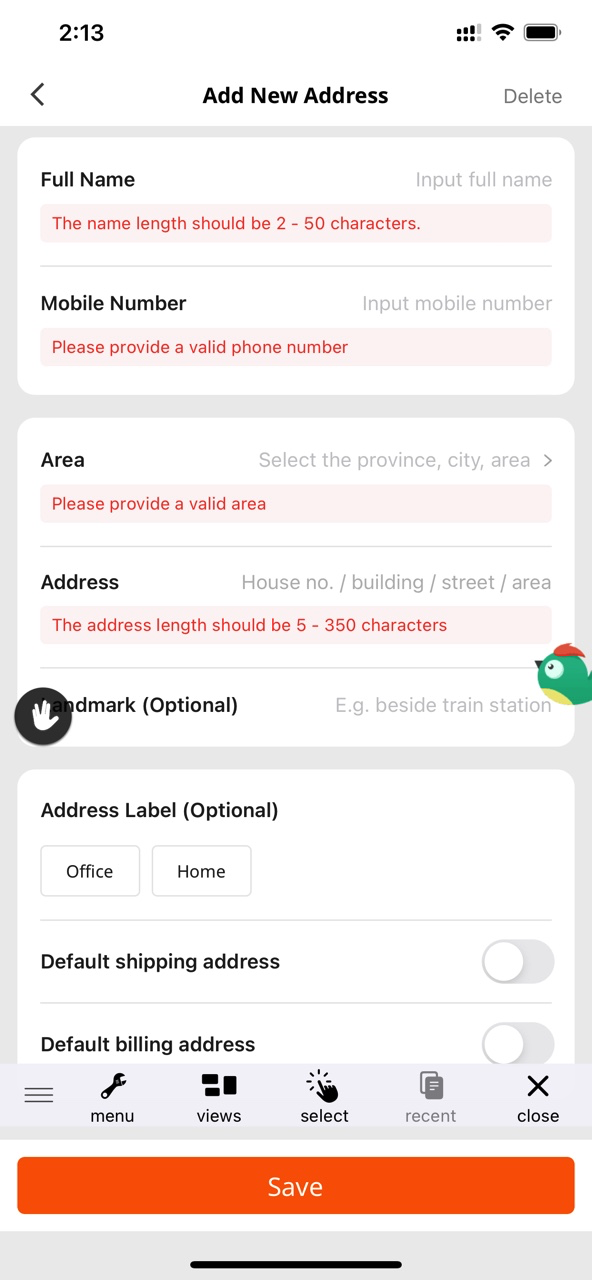 2:13
Add New Address
Delete
Full Name
Input full name
The name length should be 2 - 50 characters.
Mobile Number
Input mobile number
Please provide a valid phone number
Area
Select the province, city, area
Please provide a valid area
Address
House no. / building / street / area
The address length should be 5 - 350 characters
ndmark (Optional)
E.g. beside train station
Address Label (Optional)
Office
Home
Default shipping address
Default billing address
menu
views
select
recent
close
Save